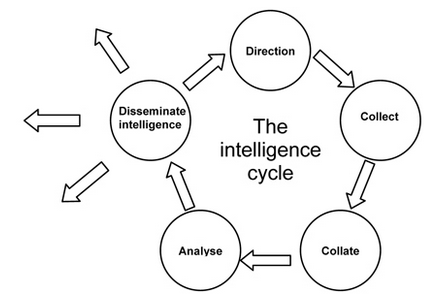 Direction
Disseminate
intelligence
Collect
The
intelligence
cycle
Analyse
Collate